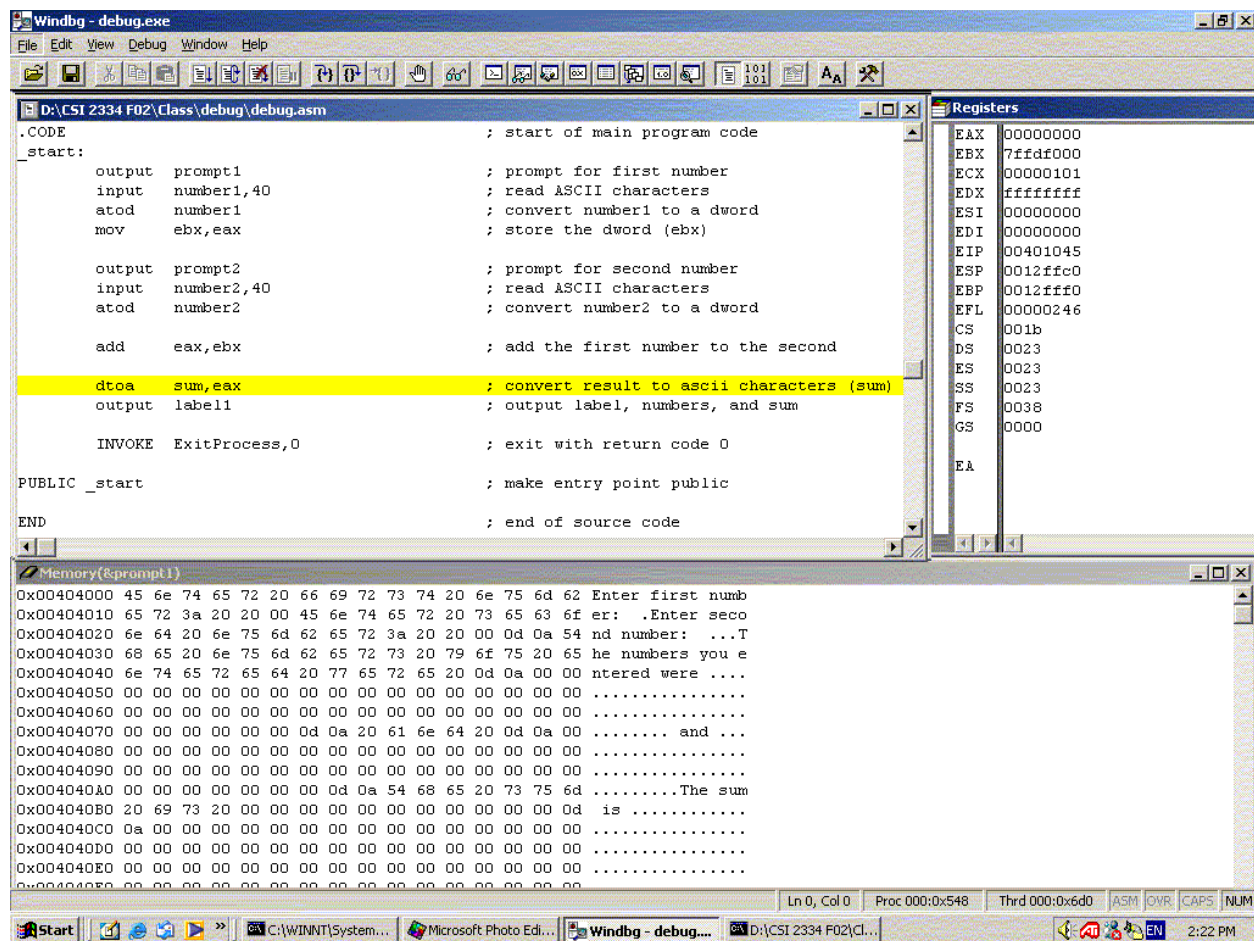 Windbg - debug.exe
File Edit View Debug Window Help
D:\CSI 2334 F02\Class\debug\debug.asm
.CODE ; start of main program code
_start:
output prompt1 ; prompt for first number
input number1,40 ; read ASCII characters
atod number1 ; convert number1 to a dword
mov ebx,eax ; store the dword (ebx)
output prompt2 ; prompt for second number
input number2,40 ; read ASCII characters
atod number2 ; convert number2 to a dword
add eax,ebx ; add the first number to the second
dtoa sum,eax ; convert result to ascii characters (sum)
output label1 ; output label, numbers, and sum
INVOKE ExitProcess,0 ; exit with return code 0
PUBLIC _start ; make entry point public
END ; end of source code
Registers
EAX 00000000
EBX 7ffdf000
ECX 00000101
EDX ffffffff
ESI 00000000
EDI 00000000
EIP 00401045
ESP 0012ffc0
EBP 0012fff0
EFL 00000246
CS 001b
DS 0023
ES 0023
SS 0023
FS 0038
GS 0000
EA
Memory(&prompt1)
0x00404000 45 6e 74 65 72 20 66 69 72 73 74 20 6e 75 6d 62 Enter first numb
0x00404010 65 72 3a 20 20 00 45 6e 74 65 72 20 73 65 63 6f er:  .Enter seco
0x00404020 6e 64 20 6e 75 6d 62 65 72 3a 20 20 00 0d 0a 54 nd number:  ...T
0x00404030 68 65 20 6e 75 6d 62 65 72 73 20 79 6f 75 20 65 he numbers you e
0x00404040 6e 74 65 72 65 64 20 77 65 72 65 20 0d 0a 00 00 ntered were ....
0x00404050 00 00 00 00 00 00 00 00 00 00 00 00 00 00 00 00 ................
0x00404060 00 00 00 00 00 00 00 00 00 00 00 00 00 00 00 00 ................
0x00404070 00 00 00 00 00 00 0d 0a 20 61 6e 64 20 0d 0a 00 ........ and ...
0x00404080 00 00 00 00 00 00 00 00 00 00 00 00 00 00 00 00 ................
0x00404090 00 00 00 00 00 00 00 00 00 00 00 00 00 00 00 00 ................
0x004040A0 00 00 00 00 00 00 00 0d 0a 54 68 65 20 73 75 6d .........The sum
0x004040B0 20 69 73 20 00 00 00 00 00 00 00 00 00 00 00 0d  is ............
0x004040C0 0a 00 00 00 00 00 00 00 00 00 00 00 00 00 00 00 ................
0x004040D0 00 00 00 00 00 00 00 00 00 00 00 00 00 00 00 00 ................
0x004040E0 00 00 00 00 00 00 00 00 00 00 00 00 00 00 00 00 ................
Ln 0, Col 0 Proc 000:0x548 Thrd 000:0x6d0 ASM OVR CAPS NUM
Start C:\WINNT\System... Microsoft Photo Edi... Windbg - debug.... D:\CSI 2334 F02\Cl... EN 2:22 PM